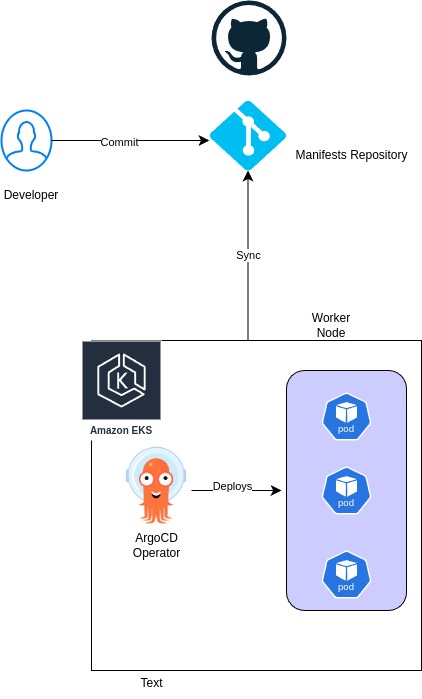 Commit
Manifests Repository
Developer
Sync
Worker
Node
Amazon EKS
pod
Deploys
pod
ArgoCD
Operator
pod
Text